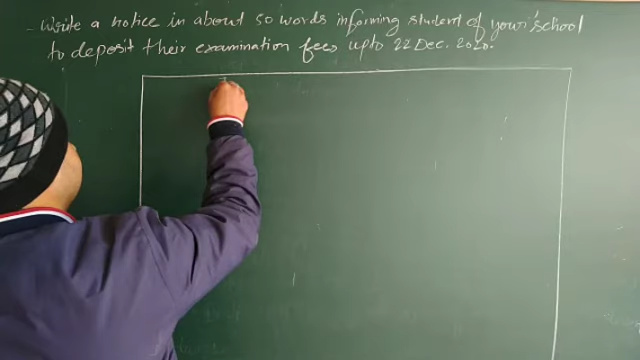 Write a notice in about 50 words informing student of your school
to deposit their examination fees upto 22 Dec. 2020.